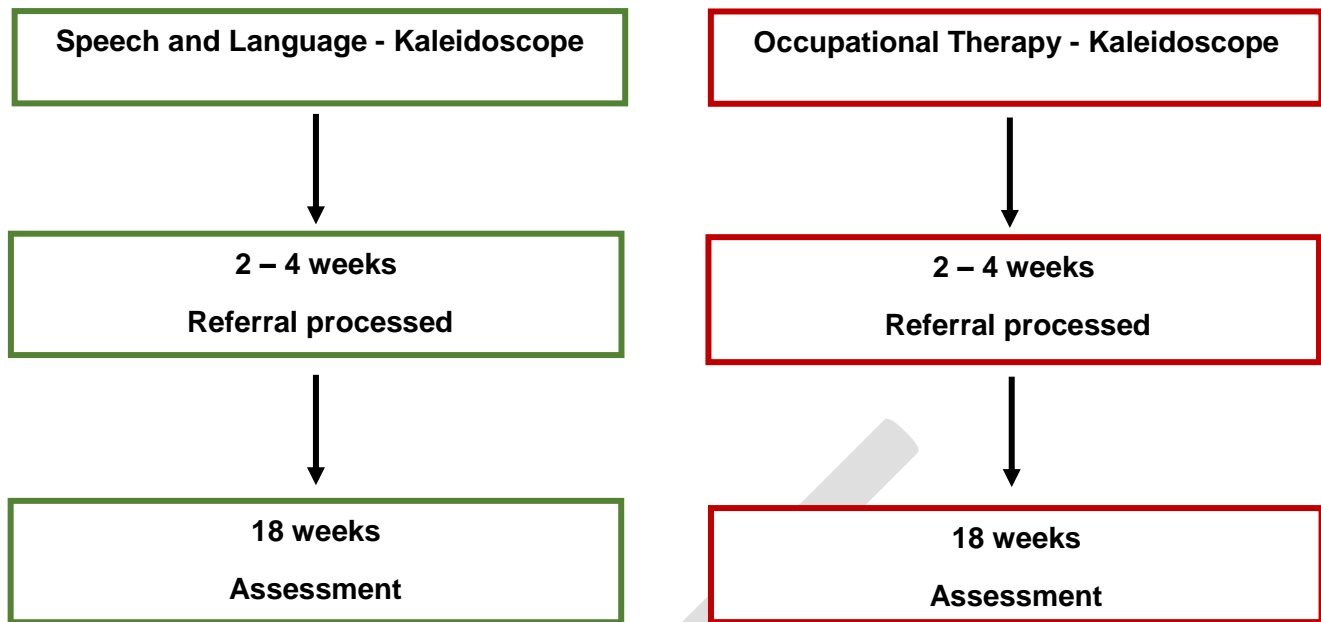 Speech and Language - Kaleidoscope
2 – 4 weeks
Referral processed
18 weeks
Assessment
Occupational Therapy - Kaleidoscope
2 – 4 weeks
Referral processed
18 weeks
Assessment